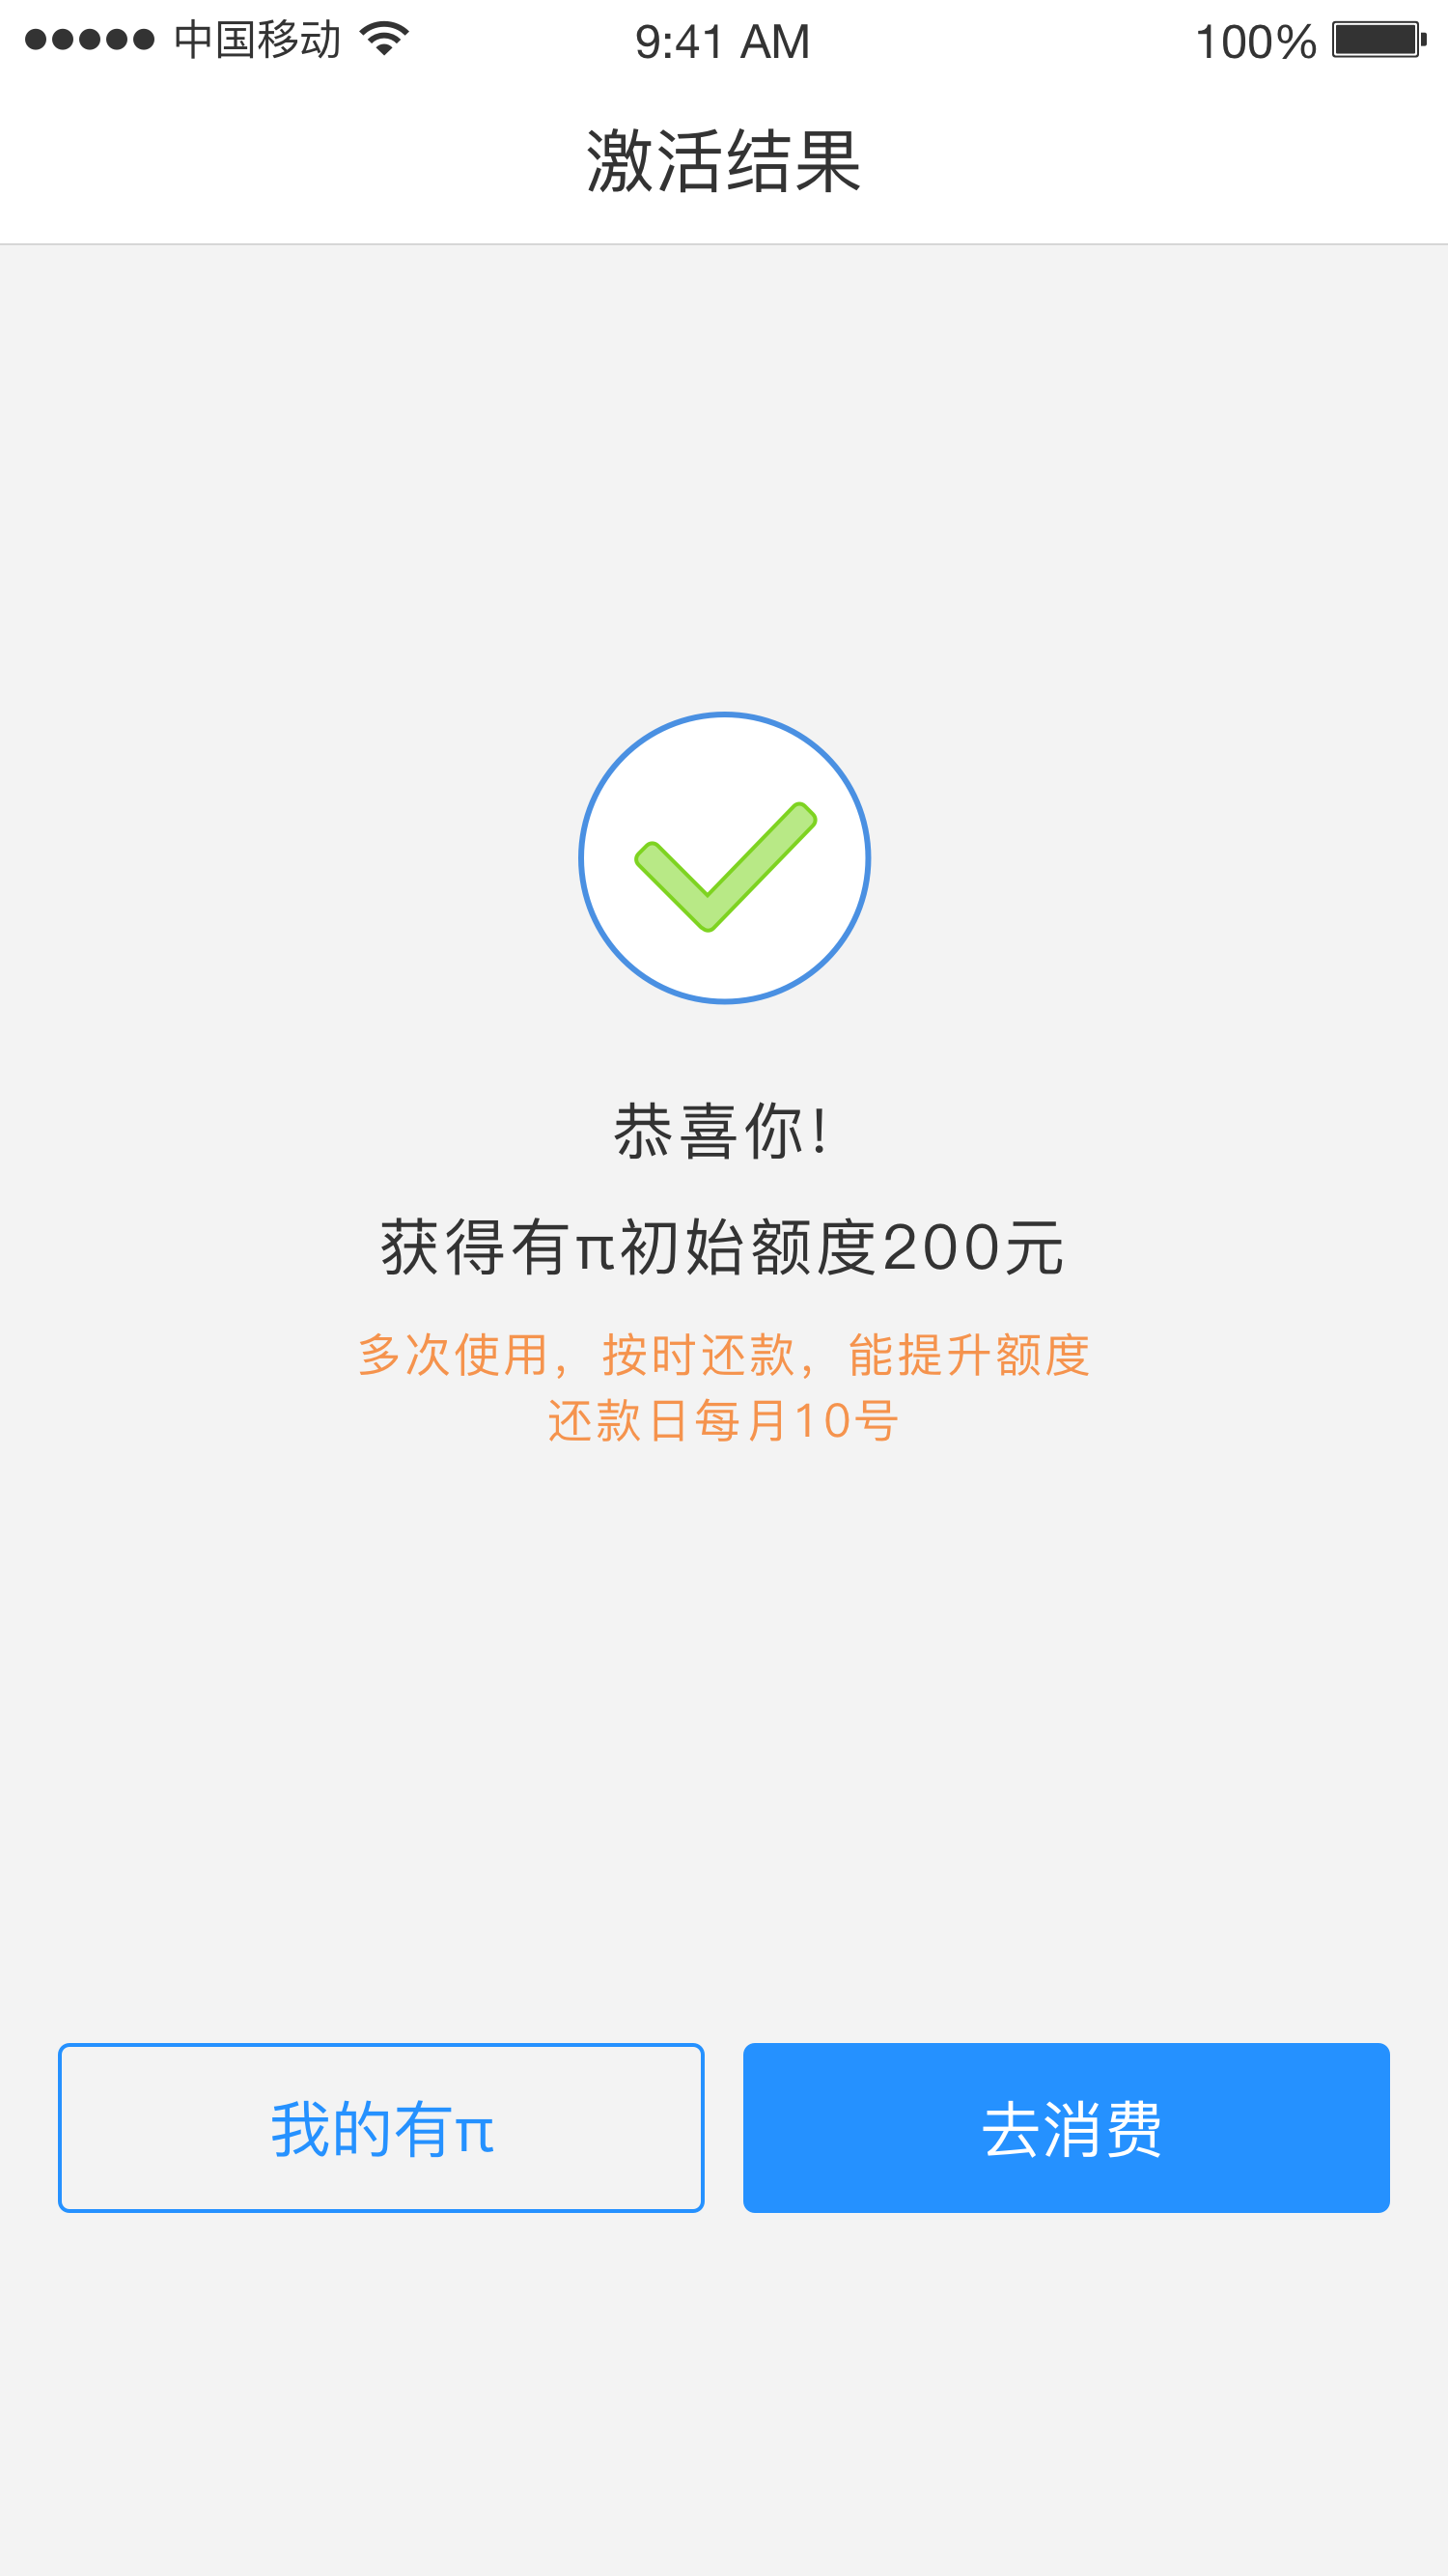 中国移动
9:41 AM
100%
激活结果
恭喜你!
获得有π初始额度200元
多次使用，按时还款，能提升额度
还款日每月10号
我的有π
去消费